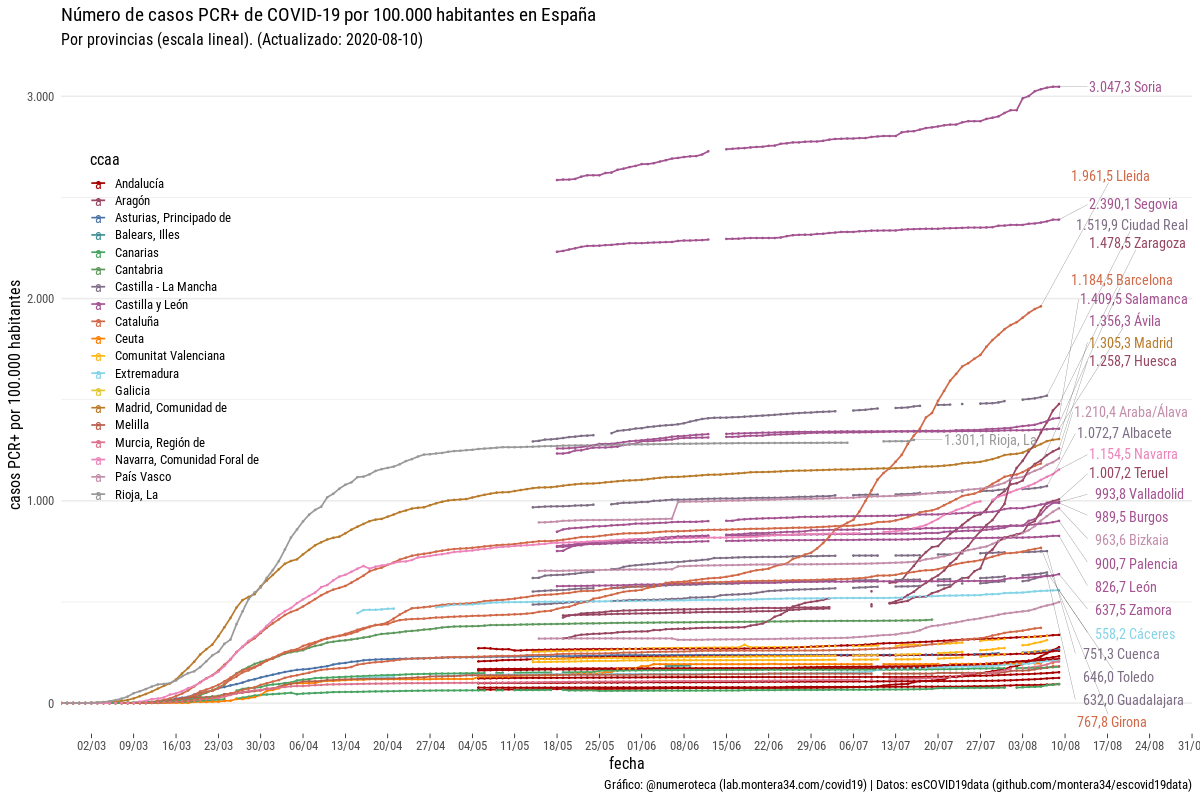 Número de casos PCR+ de COVID-19 por 100.000 habitantes en España
Por provincias (escala lineal). (Actualizado: 2020-08-10)
casos PCR+ por 100.000 habitantes
3.000
2.000
1.000
0
ccaa
Andalucía
Aragón
Asturias, Principado de
Balears, Illes
Canarias
Cantabria
Castilla - La Mancha
Castilla y León
Cataluña
Ceuta
Comunitat Valenciana
Extremadura
Galicia
Madrid, Comunidad de
Melilla
Murcia, Región de
Navarra, Comunidad Foral de
País Vasco
Rioja, La
3.047,3 Soria
1.961,5 Lleida
2.390,1 Segovia
1.519,9 Ciudad Real
1.478,5 Zaragoza
1.184,5 Barcelona
1.409,5 Salamanca
1.356,3 Ávila
1.305,3 Madrid
1.258,7 Huesca
1.210,4 Araba/Álava
1.072,7 Albacete
1.301,1 Rioja, La
1.154,5 Navarra
1.007,2 Teruel
993,8 Valladolid
989,5 Burgos
963,6 Bizkaia
900,7 Palencia
826,7 León
637,5 Zamora
558,2 Cáceres
751,3 Cuenca
646,0 Toledo
632,0 Guadalajara
767,8 Girona
02/03 09/03 16/03 23/03 30/03 06/04 13/04 20/04 27/04 04/05 11/05 18/05 25/05 01/06 08/06 15/06 22/06 29/06 06/07 13/07 20/07 27/07 03/08 10/08 17/08 24/08 31/0
fecha
Gráfico: @numeroteca (lab.montera34.com/covid19) | Datos: esCOVID19data (github.com/montera34/escovid19data)